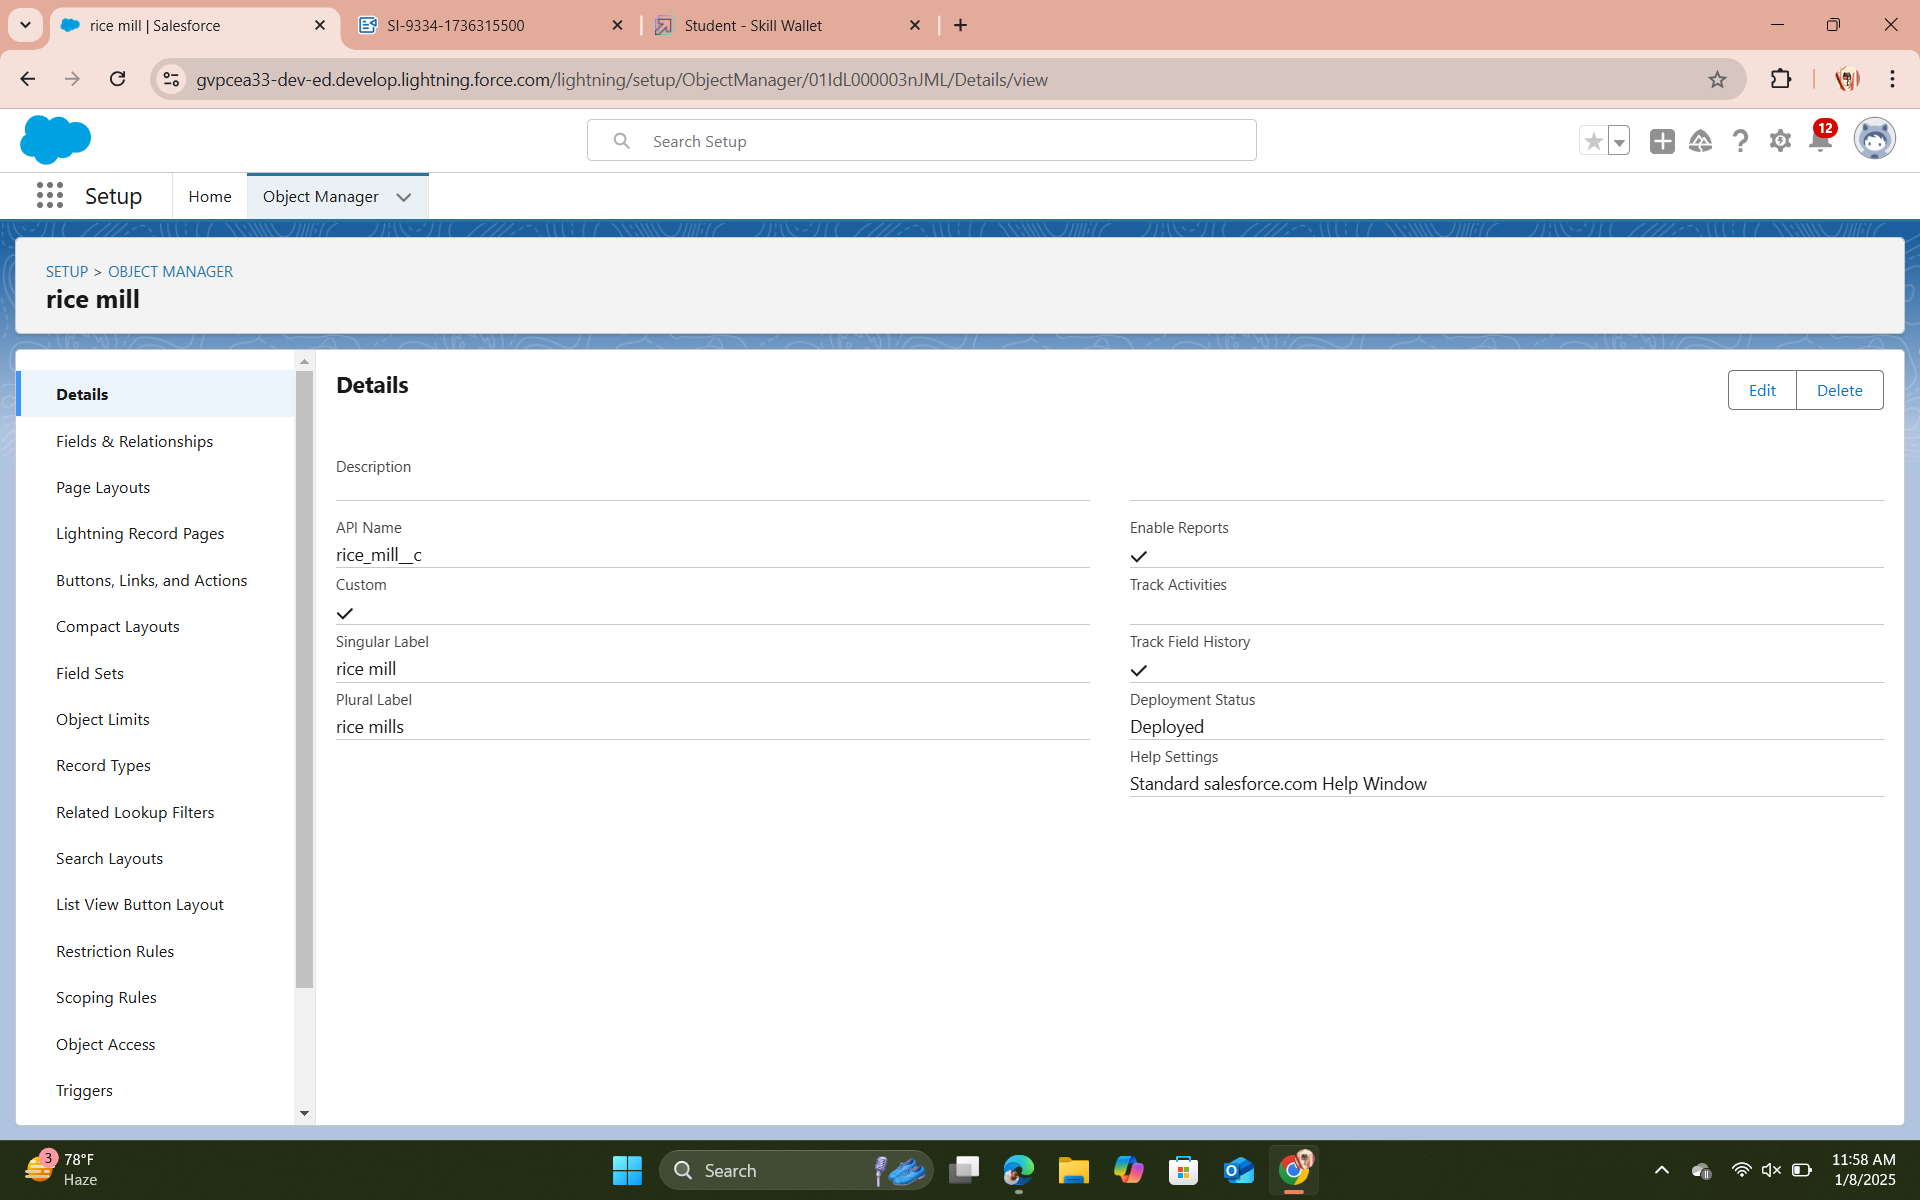 rice mill | Salesforce
SI-9334-1736315500
Student - Skill Wallet
gvpcea33-dev-ed.develop.lightning.force.com/lightning/setup/ObjectManager/01IdL000003nJML/Details/view
Search Setup
12
Setup
Home
Object Manager
SETUP > OBJECT MANAGER
rice mill
Details
Fields & Relationships
Page Layouts
Lightning Record Pages
Buttons, Links, and Actions
Compact Layouts
Field Sets
Object Limits
Record Types
Related Lookup Filters
Search Layouts
List View Button Layout
Restriction Rules
Scoping Rules
Object Access
Triggers
Details
Edit
Delete
Description
API Name
rice_mill__c
Custom
Singular Label
rice mill
Plural Label
rice mills
Enable Reports
Track Activities
Track Field History
Deployment Status
Deployed
Help Settings
Standard salesforce.com Help Window
3
78°F
Haze
Search
11:58 AM
1/8/2025